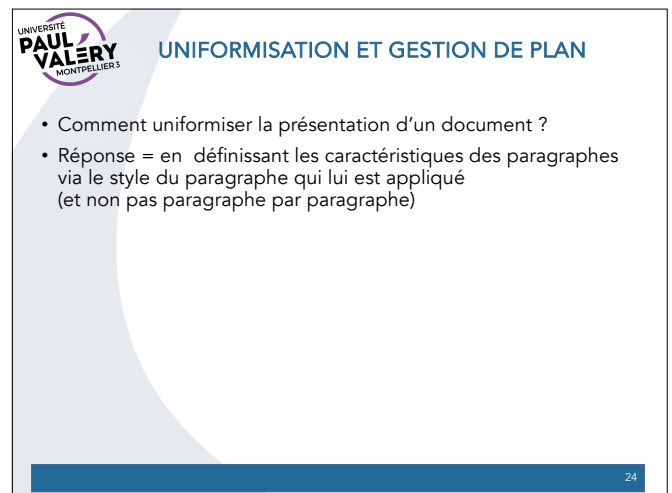 UNIVERSITÉ
PAUL
VALÉRY
MONTPELLIER 3
UNIFORMISATION ET GESTION DE PLAN
• Comment uniformiser la présentation d'un document ?
• Réponse = en définissant les caractéristiques des paragraphes
via le style du paragraphe qui lui est appliqué
(et non pas paragraphe par paragraphe)
24